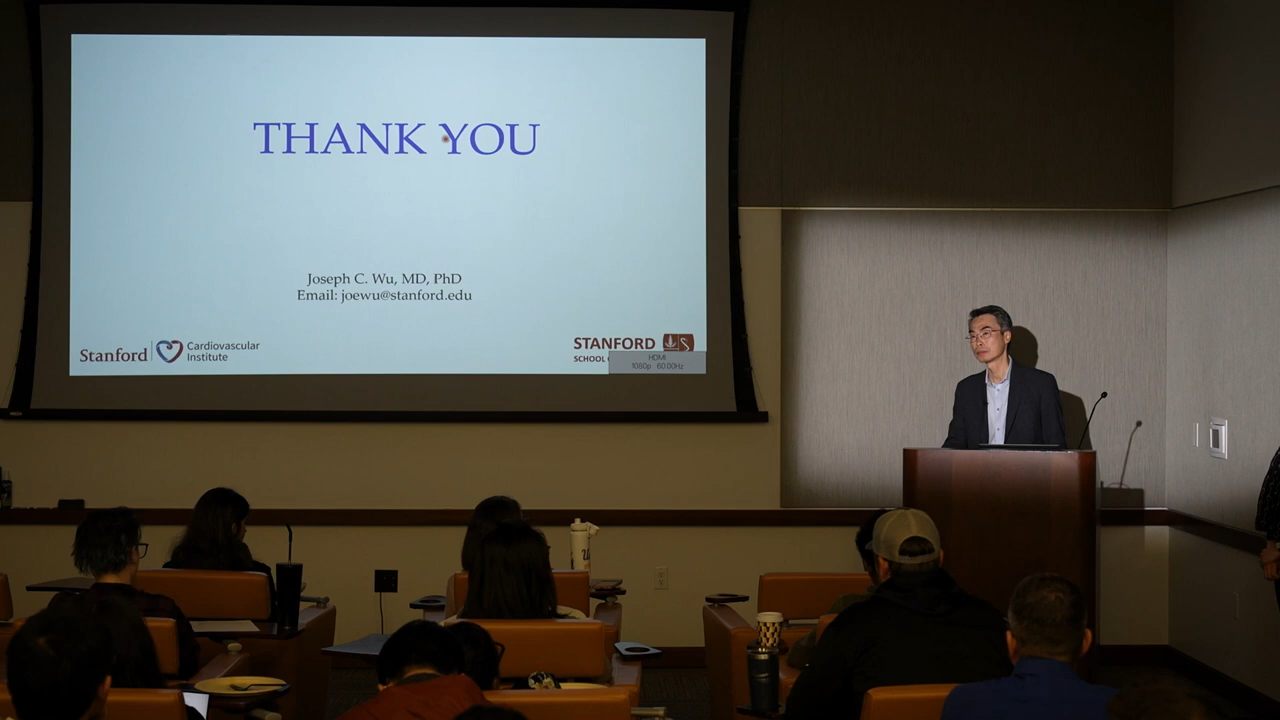 THANK YOU
Joseph C. Wu, MD, PhD
Email: joewu@stanford.edu
Stanford
Cardiovascular
Institute
STANFORD
SCHOOL
HDMI
1080p 60.00Hz